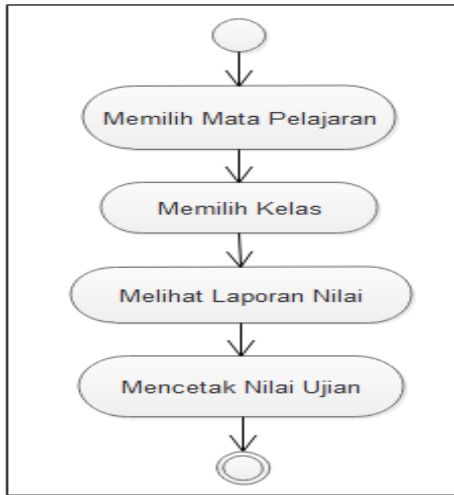 Memilih Mata Pelajaran
Memilih Kelas
Melihat Laporan Nilai
Mencetak Nilai Ujian